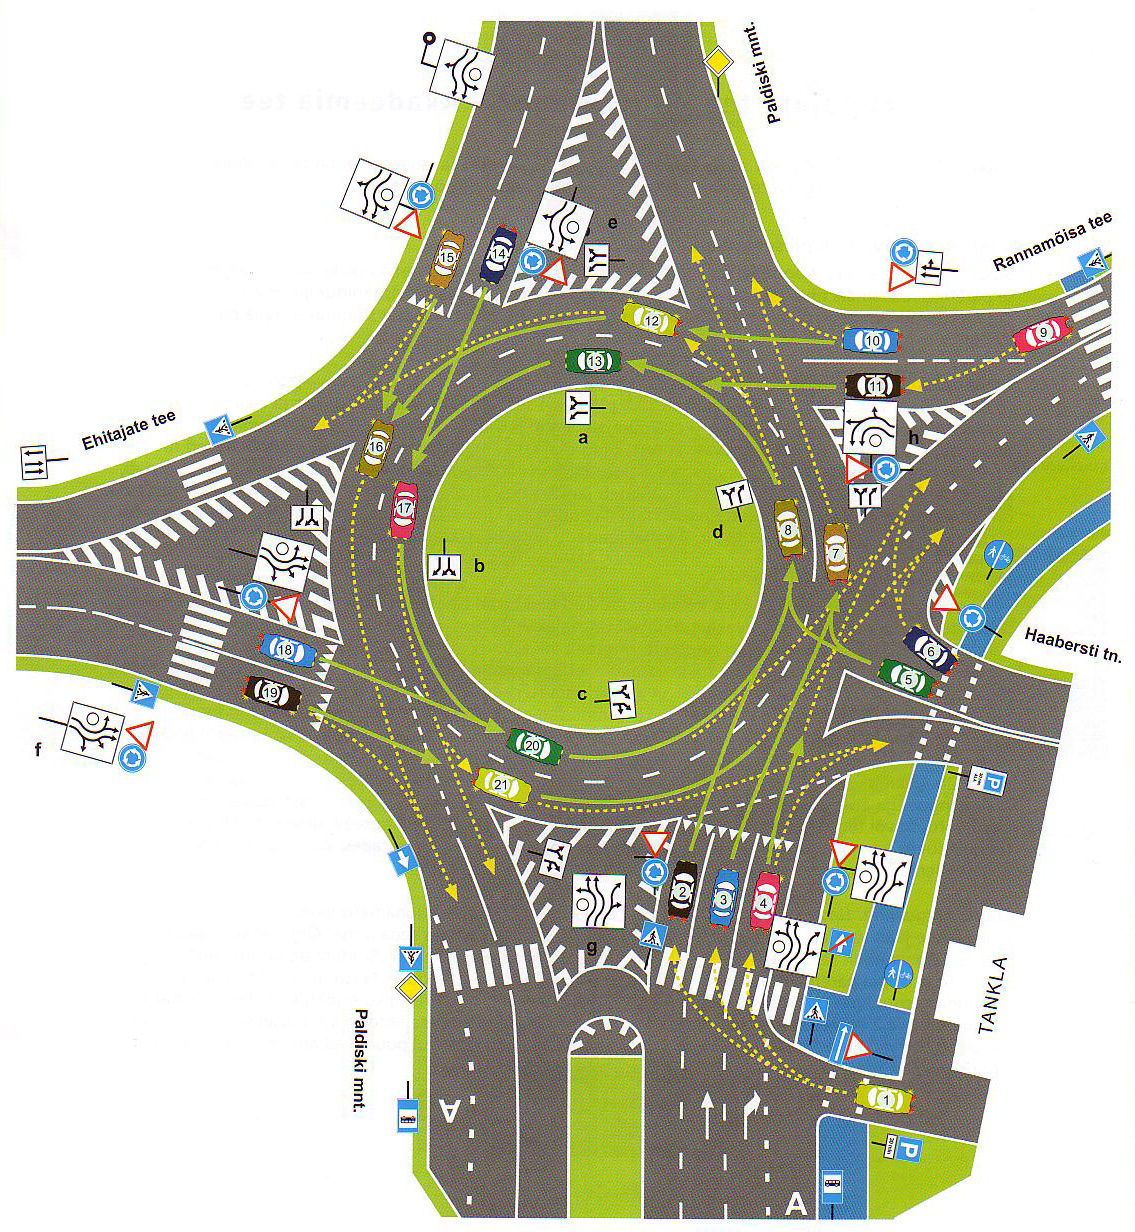 Paldiski mnt.
Rannamõisa tee
Ehitajate tee
Haabersti tn.
Paldiski mnt.
TANKLA
A
A
a
b
c
d
e
f
g
h
1
2
3
4
5
6
7
8
9
10
11
12
13
14
15
16
17
18
19
20
21
P
P